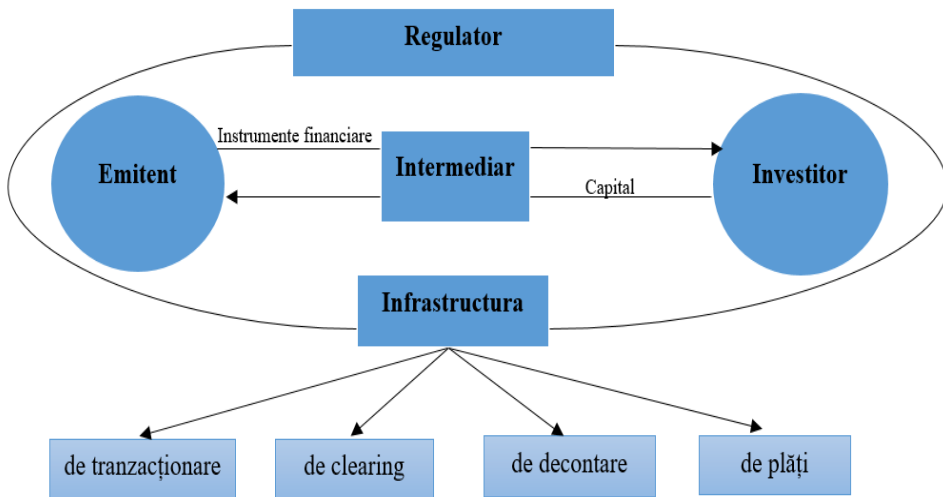 Regulator
Instrumente financiare
Emitent
Intermediar
Investitor
Capital
Infrastructura
de tranzacționare
de clearing
de decontare
de plăți